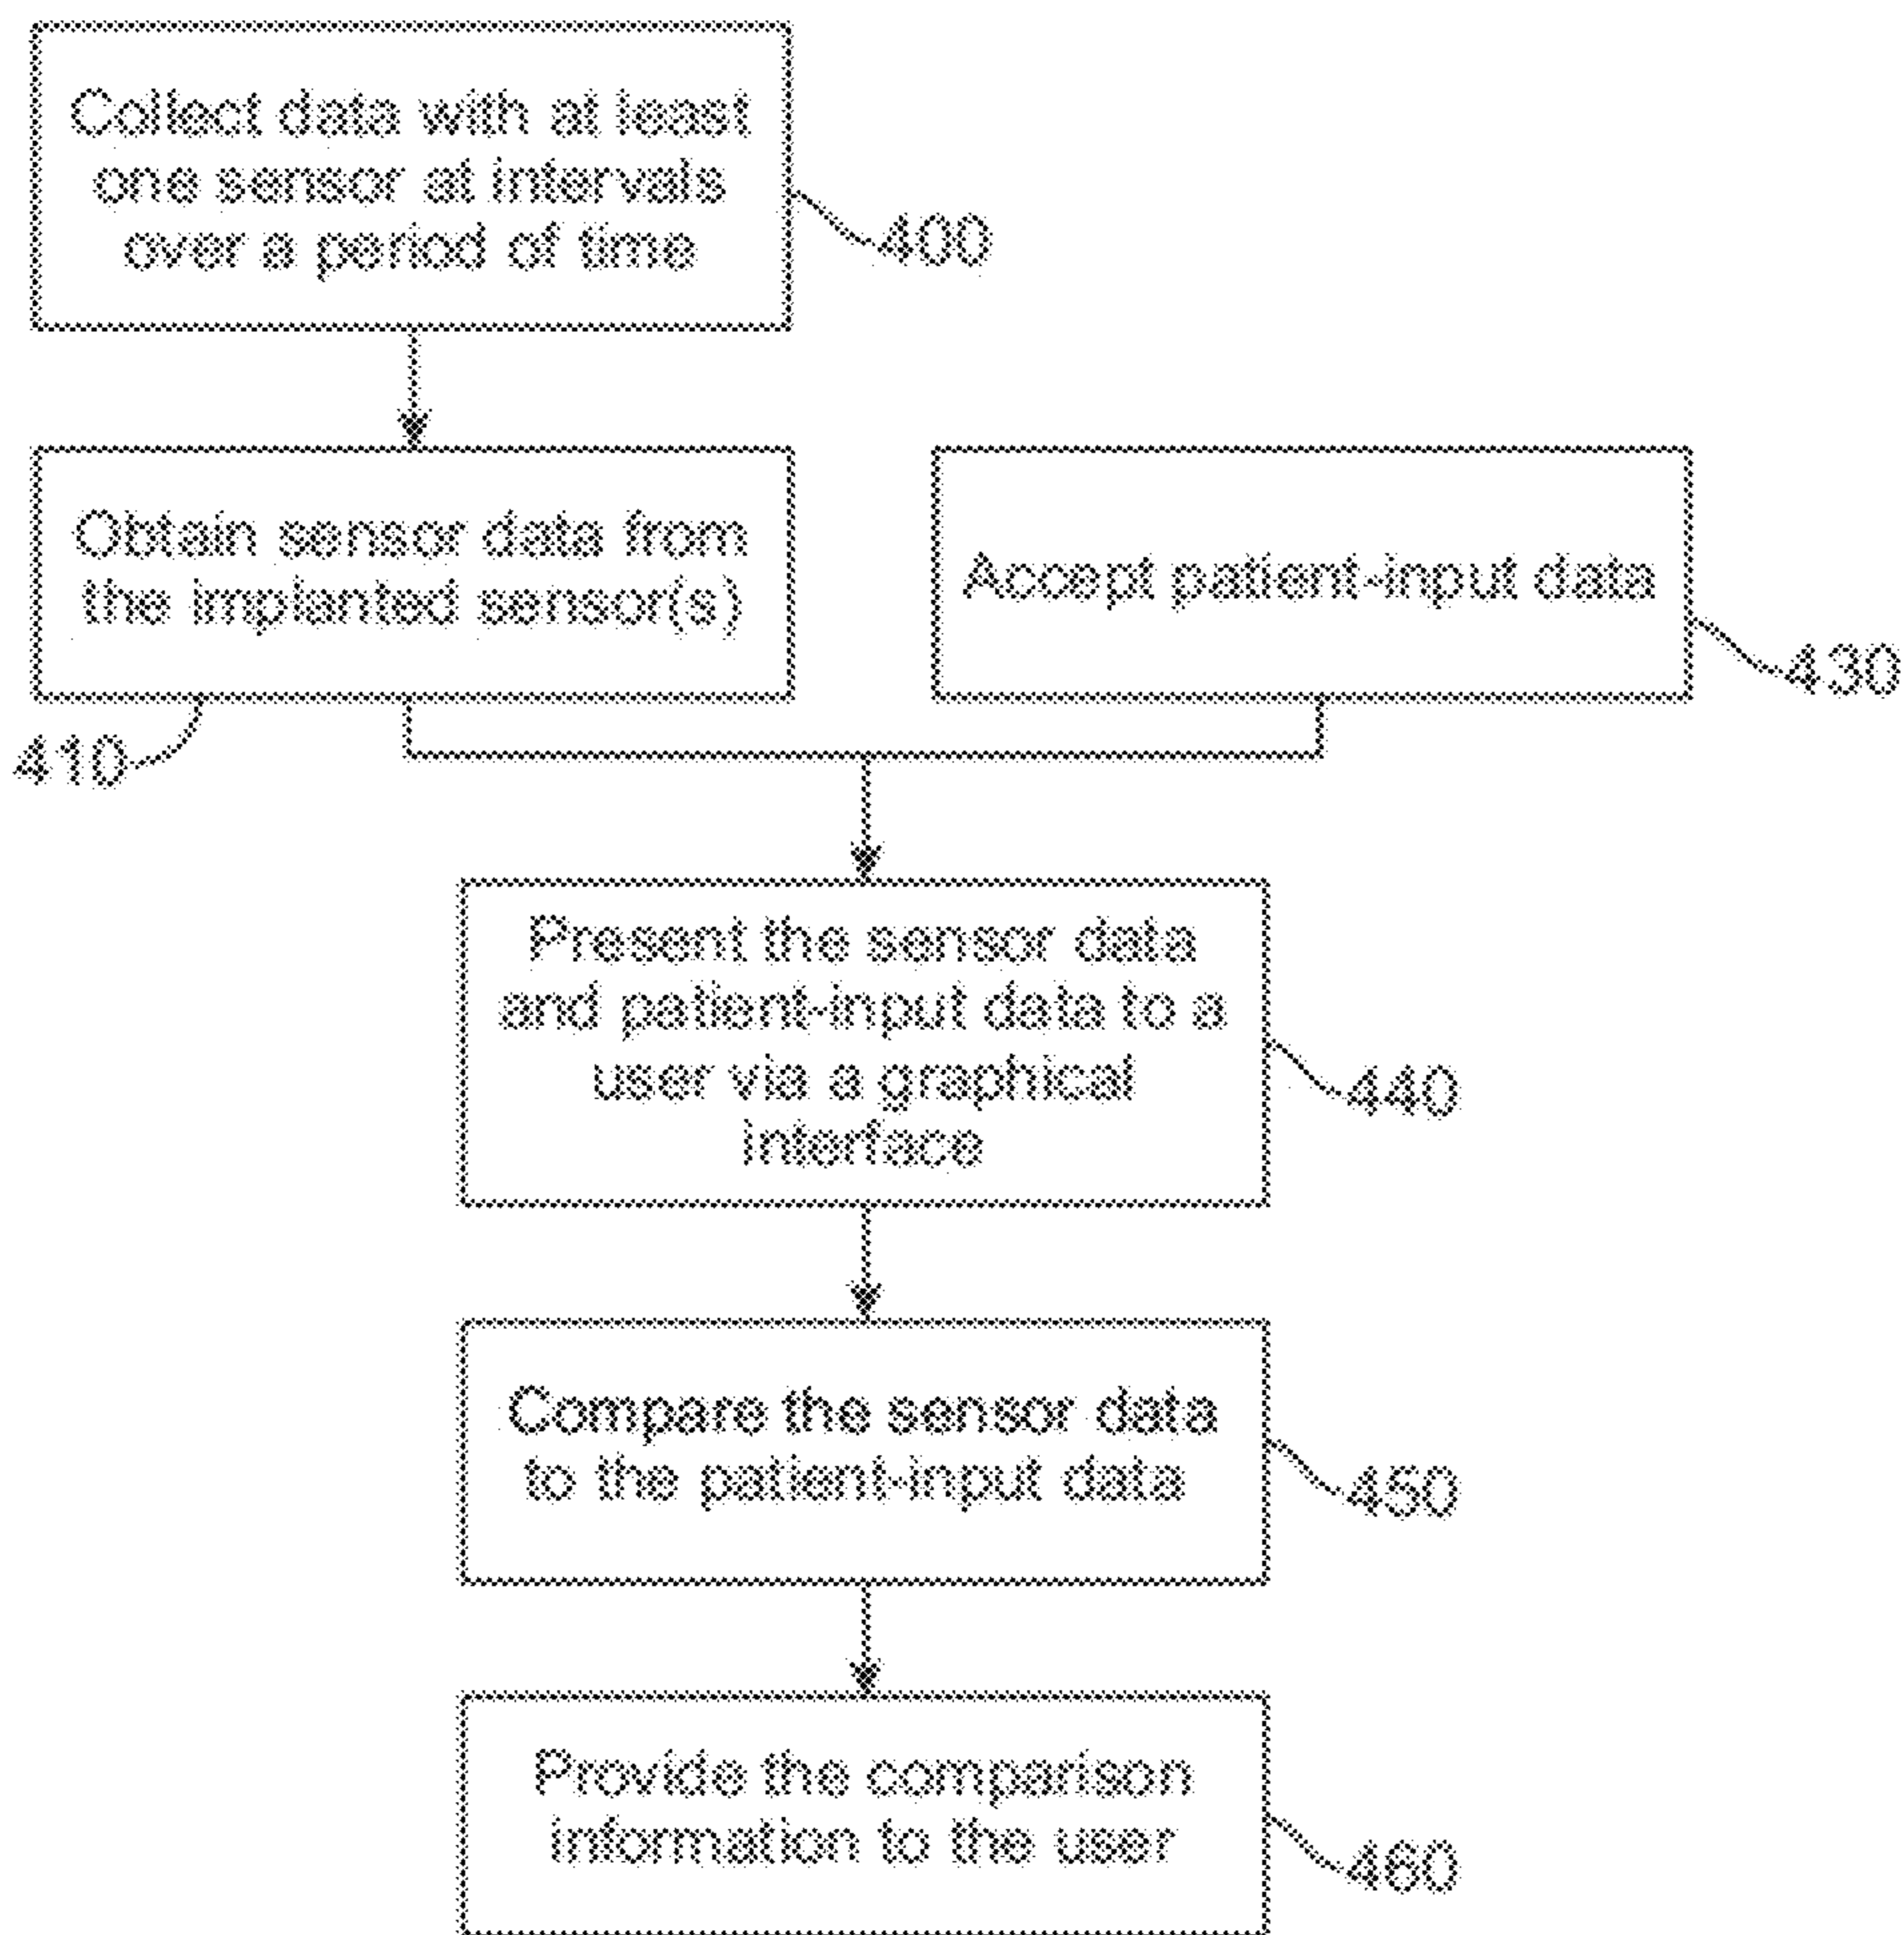 Collect data with at least
one sensor at intervals
over a period of time
400
Obtain sensor data from
the implanted sensor(s)
410
Accept patient-input data
430
Present the sensor data
and patient-input data to a
user via a graphical
interface
440
Compare the sensor data
to the patient-input data
450
Provide the comparison
information to the user
460